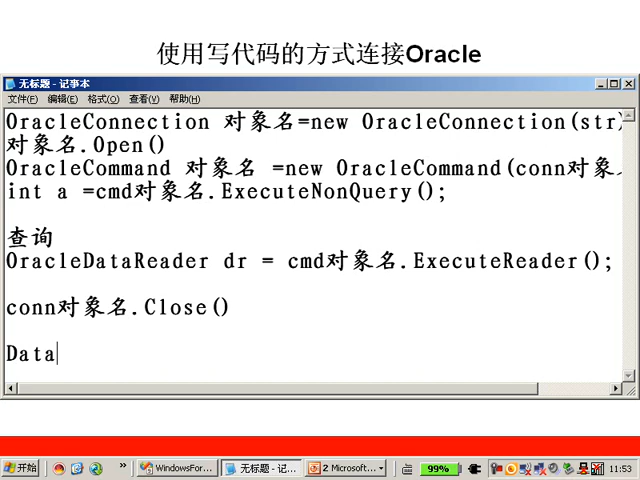 使用写代码的方式连接Oracle
无标题 - 记事本
文件(F) 编辑(E) 格式(O) 查看(V) 帮助(H)
OracleConnection 对象名=new OracleConnection(str)
对象名.Open()
OracleCommand 对象名 =new OracleCommand(conn对象
int a =cmd对象名.ExecuteNonQuery();
查询
OracleDataReader dr = cmd对象名.ExecuteReader();
conn对象名.Close()
Data
开始 » WindowsFor... 无标题 - 记... 2 Microsoft... 99% 11:53